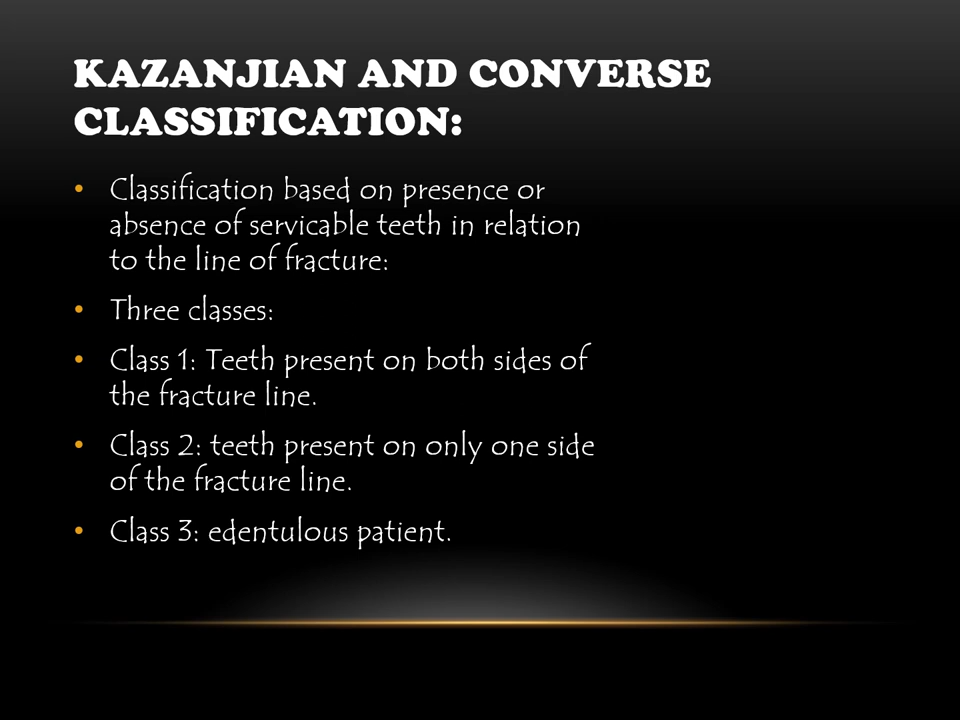 KAZANJIAN AND CONVERSE
CLASSIFICATION:
• Classification based on presence or
absence of servicable teeth in relation
to the line of fracture:
• Three classes:
• Class 1: Teeth present on both sides of
the fracture line.
• Class 2: teeth present on only one side
of the fracture line.
• Class 3: edentulous patient.